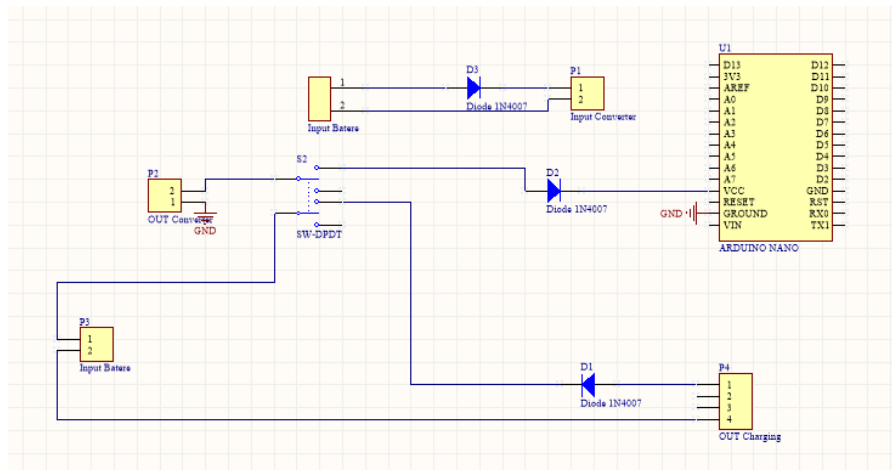 U1
D13 D12
3V3 D11
AREF D10
A0 D9
A1 D8
A2 D7
A3 D6
A4 D5
A5 D4
A6 D3
A7 D2
VCC GND
RESET RST
GROUND RX0
VIN TX1
ARDUINO NANO
GND
1
2
Input Batere
D3
Diode 1N4007
P1
1
2
Input Converter
P2
2
1
OUT Converter
GND
S2
SW-DPDT
D2
Diode 1N4007
P3
1
2
Input Batere
D1
Diode 1N4007
P4
1
2
3
4
OUT Charging